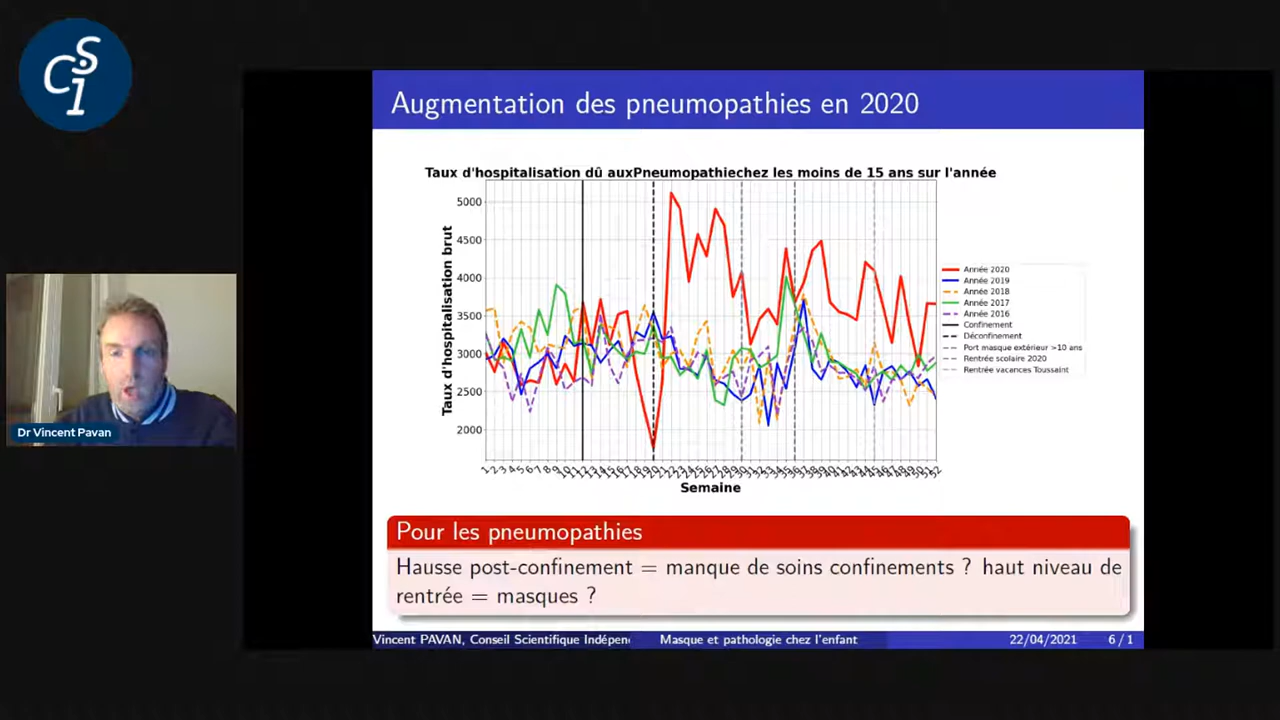 CSI
Augmentation des pneumopathies en 2020
Taux d'hospitalisation dû auxPneumopathiechez les moins de 15 ans sur l'année
Taux d'hospitalisation brut
5000
4500
4000
3500
3000
2500
2000
Semaine
Année 2020
Année 2019
Année 2018
Année 2017
Année 2016
Confinement
Déconfinement
Port masque extérieur >10 ans
Rentrée scolaire 2020
Rentrée vacances Toussaint
Dr Vincent Pavan
Pour les pneumopathies
Hausse post-confinement = manque de soins confinements ? haut niveau de
rentrée = masques ?
Vincent PAVAN, Conseil Scientifique Indépen
Masque et pathologie chez l'enfant
22/04/2021
6 / 1